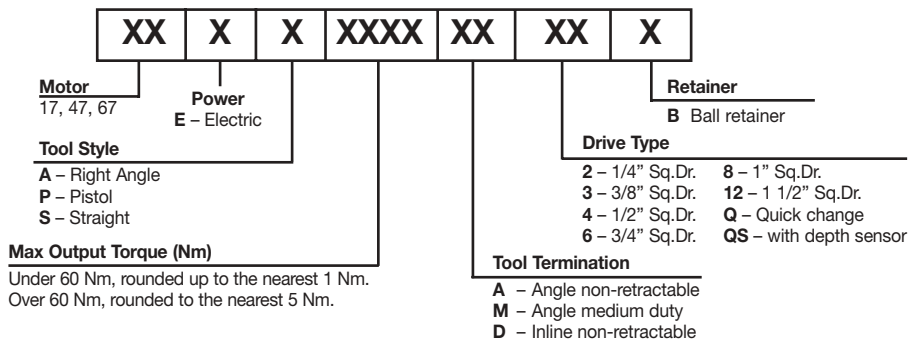 XX X X XXXX XX XX X
Motor
17, 47, 67
Power
E – Electric
Tool Style
A – Right Angle
P – Pistol
S – Straight
Max Output Torque (Nm)
Under 60 Nm, rounded up to the nearest 1 Nm.
Over 60 Nm, rounded to the nearest 5 Nm.
Retainer
B Ball retainer
Drive Type
2 – 1/4” Sq.Dr. 8 – 1” Sq.Dr.
3 – 3/8” Sq.Dr. 12 – 1 1/2” Sq.Dr.
4 – 1/2” Sq.Dr. Q – Quick change
6 – 3/4” Sq.Dr. QS – with depth sensor
Tool Termination
A – Angle non-retractable
M – Angle medium duty
D – Inline non-retractable